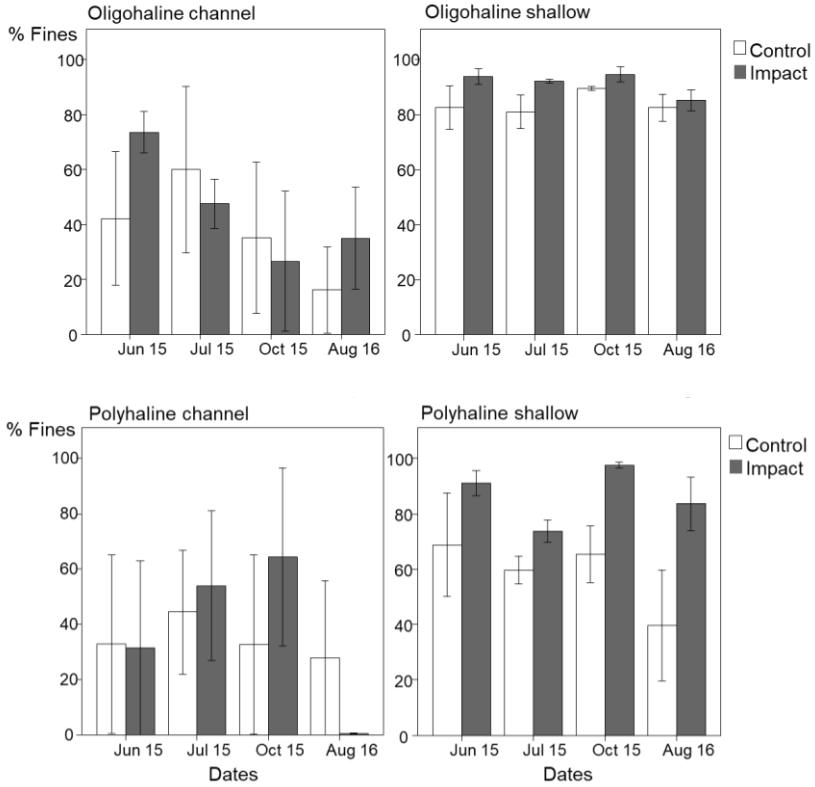 Oligohaline channel
Oligohaline shallow
% Fines
100
80
60
40
20
0
Jun 15 Jul 15 Oct 15 Aug 16
100
80
60
40
20
0
Jun 15 Jul 15 Oct 15 Aug 16
Control
Impact
Polyhaline channel
Polyhaline shallow
% Fines
100
80
60
40
20
0
Jun 15 Jul 15 Oct 15 Aug 16
Dates
100
80
60
40
20
0
Jun 15 Jul 15 Oct 15 Aug 16
Dates
Control
Impact